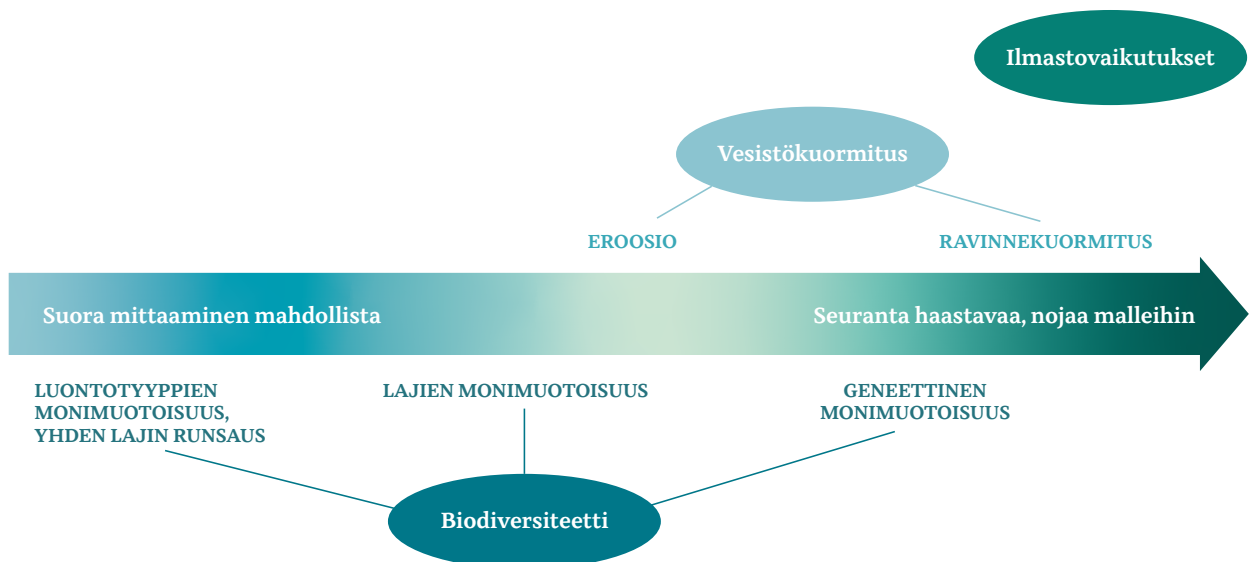 Ilmastovaikutukset
Vesistökuormitus
EROOSIO
RAVINNEKUORMITUS
Suora mittaaminen mahdollista
Seuranta haastavaa, nojaa malleihin
LUONTOTYYPPIEN
MONIMUOTOISUUS,
YHDEN LAJIN RUNSAUS
LAJIEN MONIMUOTOISUUS
GENEETTINEN
MONIMUOTOISUUS
Biodiversiteetti